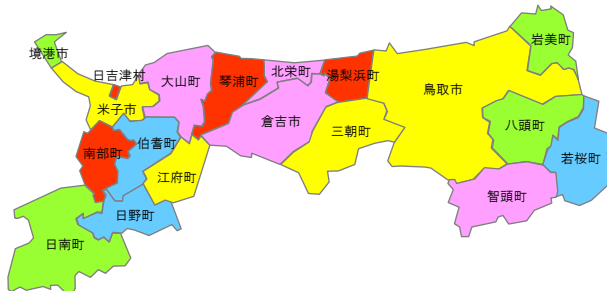 境港市
日吉津村
米子市
大山町
琴浦町
北栄町
湯梨浜町
倉吉市
三朝町
鳥取市
岩美町
八頭町
若桜町
智頭町
南部町
伯耆町
江府町
日野町
日南町